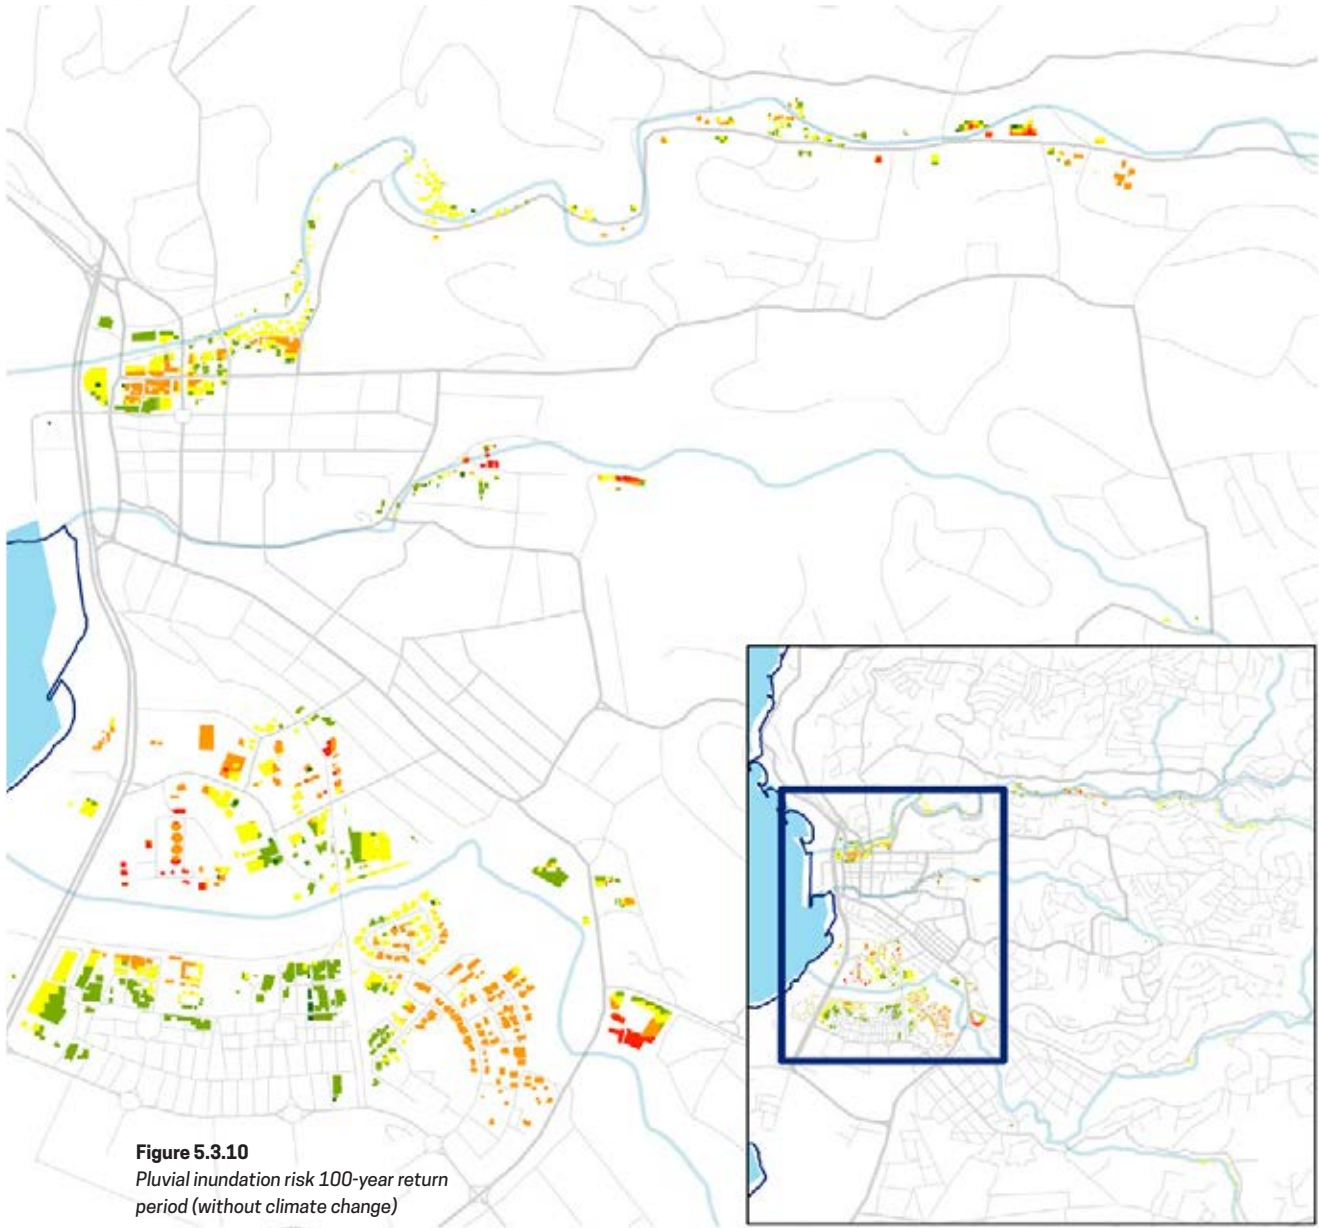 Figure 5.3.10
Pluvial inundation risk 100-year return
period (without climate change)